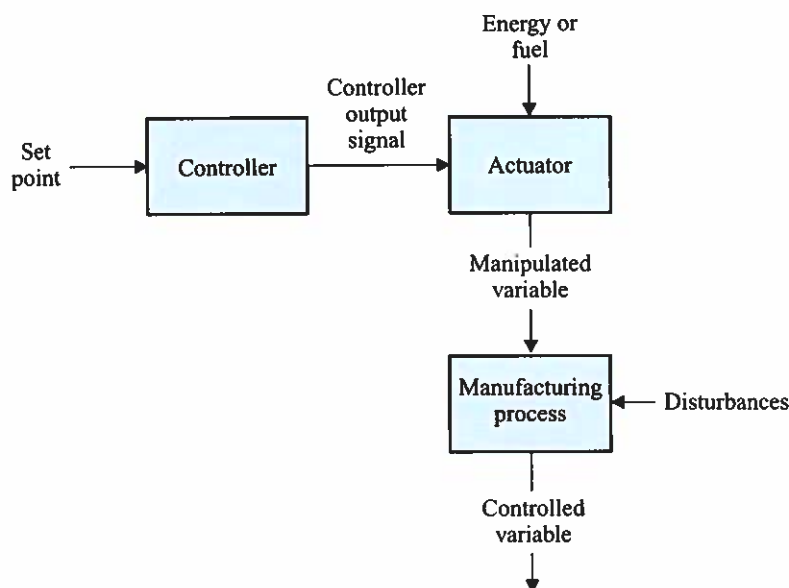 Energy or
fuel
Controller
output
signal
Set
point
Controller
Actuator
Manipulated
variable
Manufacturing
process
Disturbances
Controlled
variable